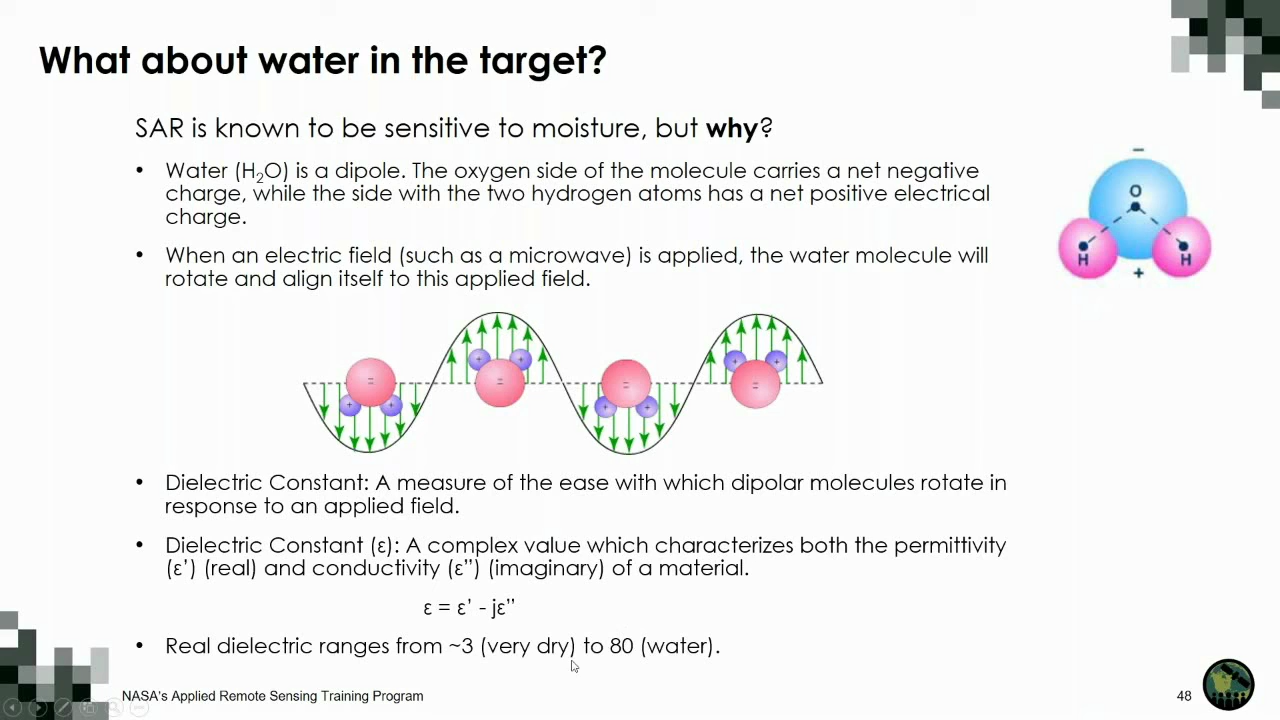 What about water in the target?
SAR is known to be sensitive to moisture, but why?
• Water (H₂O) is a dipole. The oxygen side of the molecule carries a net negative
charge, while the side with the two hydrogen atoms has a net positive electrical
charge.
• When an electric field (such as a microwave) is applied, the water molecule will
rotate and align itself to this applied field.
−
O
H H
+
= = = =
+ + + + + + + +
• Dielectric Constant: A measure of the ease with which dipolar molecules rotate in
response to an applied field.
• Dielectric Constant (ε): A complex value which characterizes both the permittivity
(ε’) (real) and conductivity (ε”) (imaginary) of a material.
ε = ε’ - jε”
• Real dielectric ranges from ~3 (very dry) to 80 (water).
NASA's Applied Remote Sensing Training Program
48